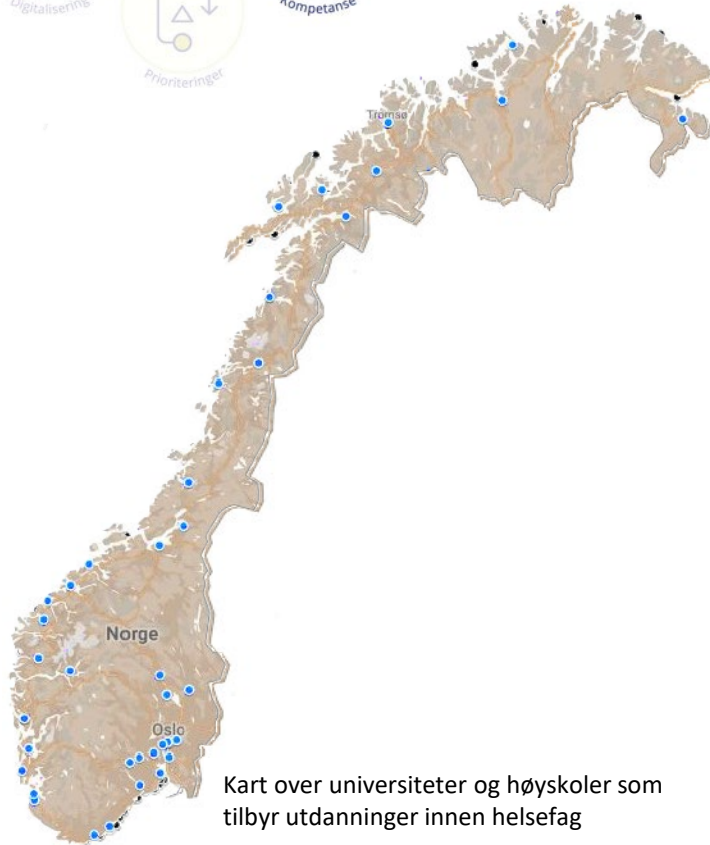 Digitalisering
Kompetanse
Prioriteringer
Tromsø
Norge
Oslo
Kart over universiteter og høyskoler som
tilbyr utdanninger innen helsefag